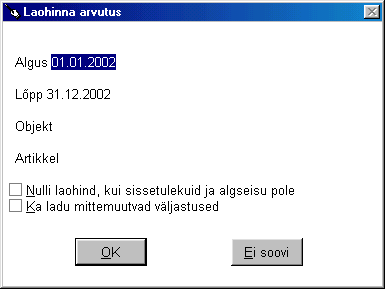 Laohinna arvutus
Algus 01.01.2002
Lõpp 31.12.2002
Objekt
Artikkel
Nulli laohind, kui sissetulekuid ja algseisu pole
Ka ladu mittemuutvad väljastused
OK
Ei soovi